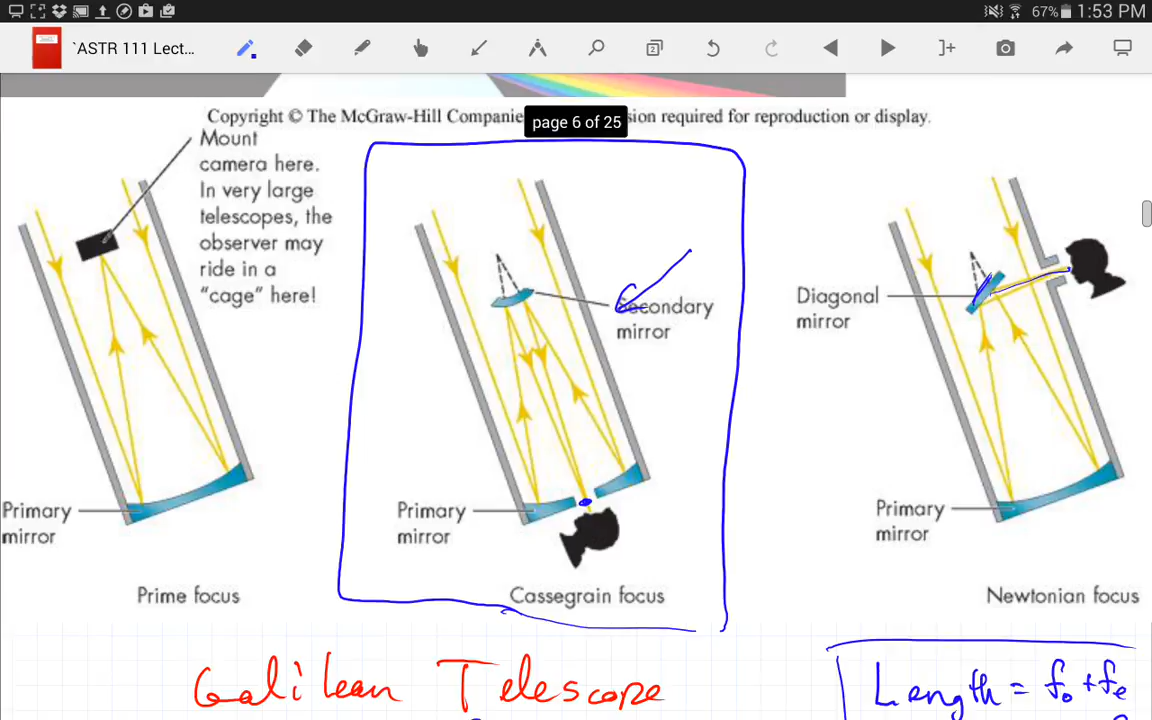 67% 1:53 PM
`ASTR 111 Lect...
2
Copyright © The McGraw-Hill Companie
page 6 of 25
sion required for reproduction or display.
Mount
camera here.
In very large
telescopes, the
observer may
ride in a
"cage" here!
Primary
mirror
Prime focus
Secondary
mirror
Primary
mirror
Cassegrain focus
Diagonal
mirror
Primary
mirror
Newtonian focus
Galilean Telescope
Length = fo + fe